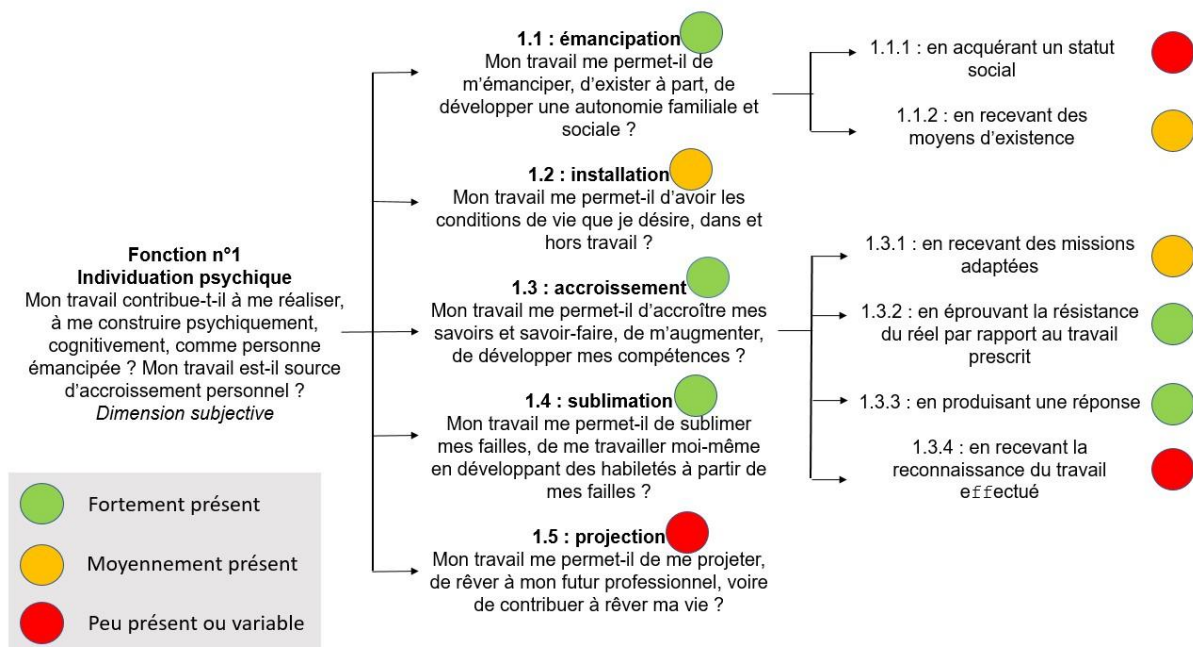 Fonction n°1
Individuation psychique
Mon travail contribue-t-il à me réaliser,
à me construire psychiquement,
cognitivement, comme personne
émancipée ? Mon travail est-il source
d'accroissement personnel ?
Dimension subjective
1.1 : émancipation
Mon travail me permet-il de
m'émanciper, d'exister à part, de
développer une autonomie familiale et
sociale ?
1.1.1 : en acquérant un statut
social
1.1.2 : en recevant des
moyens d'existence
1.2 : installation
Mon travail me permet-il d'avoir les
conditions de vie que je désire, dans et
hors travail ?
1.3 : accroissement
Mon travail me permet-il d'accroître mes
savoirs et savoir-faire, de m'augmenter,
de développer mes compétences ?
1.3.1 : en recevant des missions
adaptées
1.3.2 : en éprouvant la résistance
du réel par rapport au travail
prescrit
1.3.3 : en produisant une réponse
1.3.4 : en recevant la
reconnaissance du travail
effectué
1.4 : sublimation
Mon travail me permet-il de sublimer
mes failles, de me travailler moi-même
en développant des habiletés à partir de
mes failles ?
1.5 : projection
Mon travail me permet-il de me projeter,
de rêver à mon futur professionnel, voire
de contribuer à rêver ma vie ?
Fortement présent
Moyennement présent
Peu présent ou variable